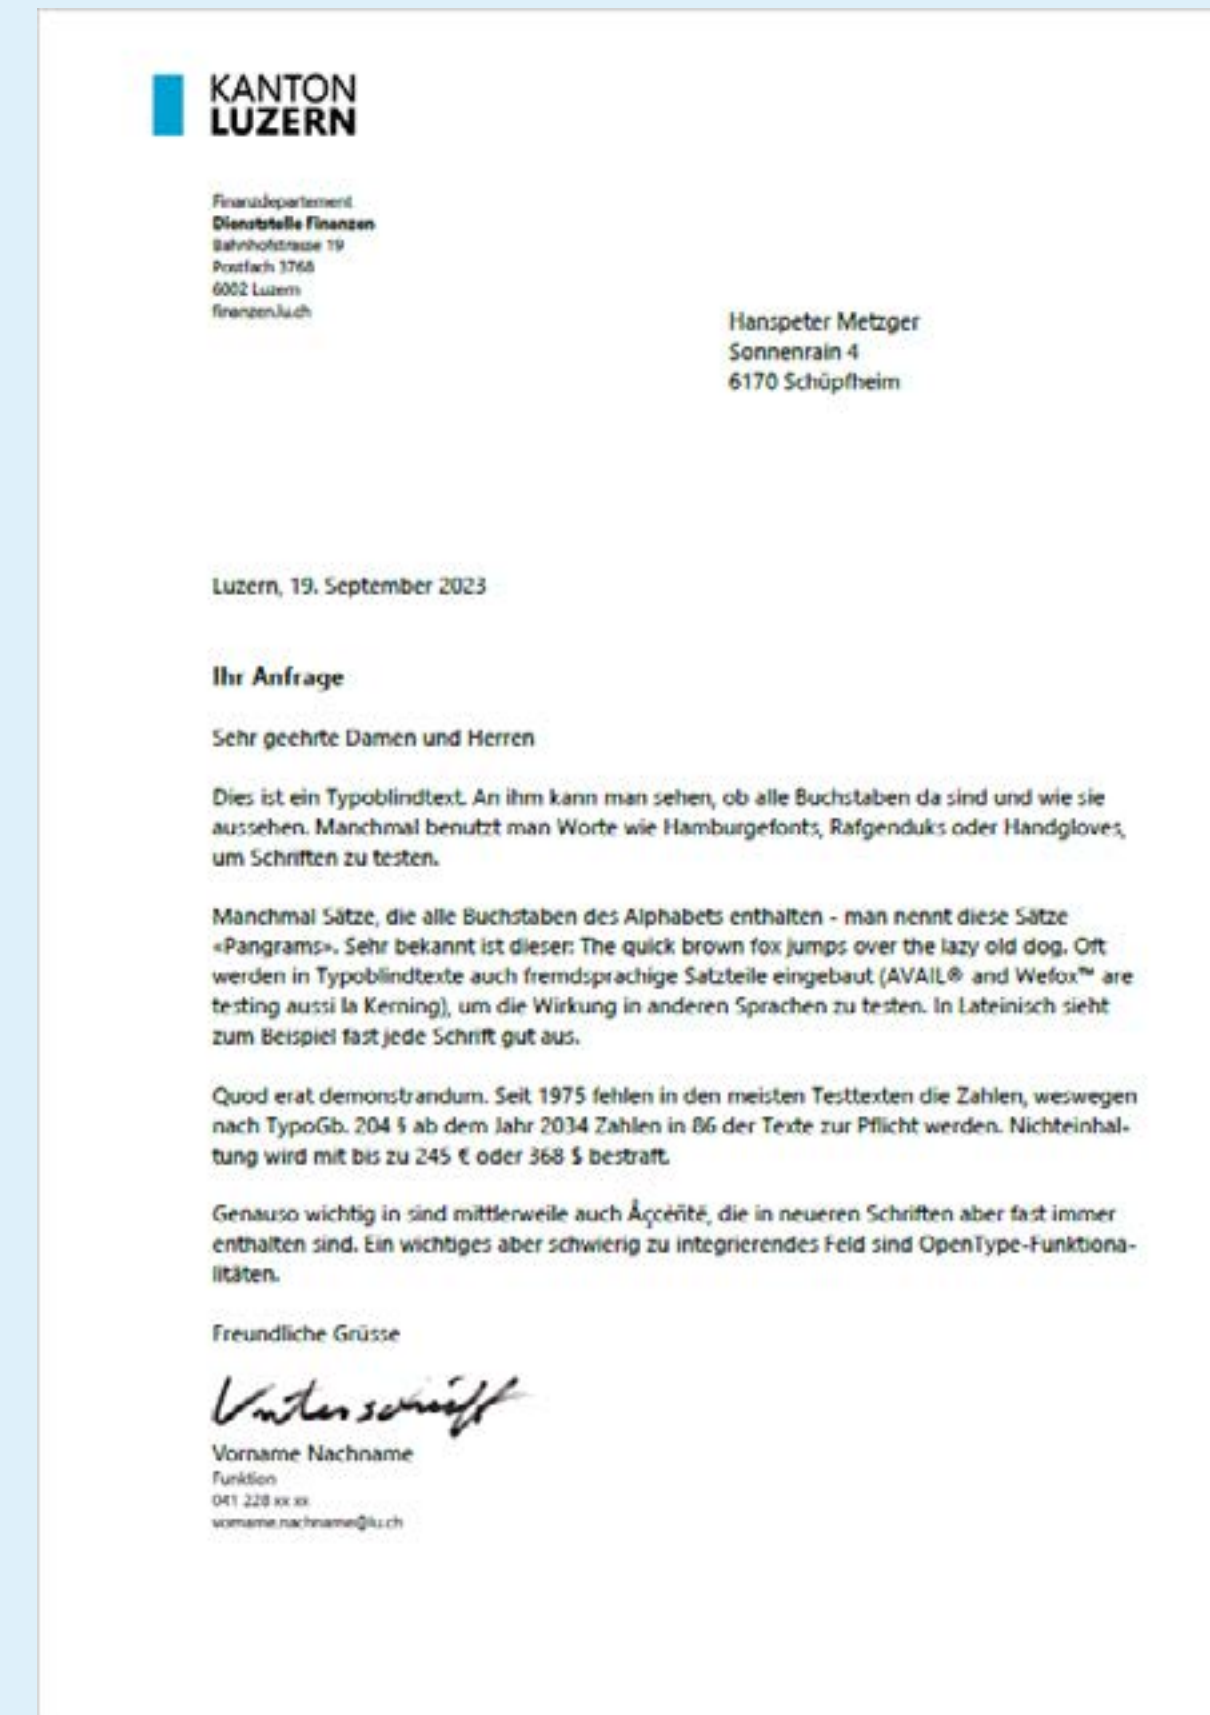 KANTON
LUZERN
Finanzdepartement
Dienststelle Finanzen
Bahnhofstrasse 19
Postfach 3768
6002 Luzern
finanzen.lu.ch
Hanspeter Metzger
Sonnenrain 4
6170 Schüpfheim
Luzern, 19. September 2023
Ihr Anfrage
Sehr geehrte Damen und Herren
Dies ist ein Typoblindtext. An ihm kann man sehen, ob alle Buchstaben da sind und wie sie
aussehen. Manchmal benutzt man Worte wie Hamburgefonts, Rafgenduks oder Handgloves,
um Schriften zu testen.
Manchmal Sätze, die alle Buchstaben des Alphabets enthalten - man nennt diese Sätze
«Pangrams». Sehr bekannt ist dieser: The quick brown fox jumps over the lazy old dog. Oft
werden in Typoblindtexte auch fremdsprachige Satzteile eingebaut (AVAIL® and Wefox™ are
testing aussi la Kerning), um die Wirkung in anderen Sprachen zu testen. In Lateinisch sieht
zum Beispiel fast jede Schrift gut aus.
Quod erat demonstrandum. Seit 1975 fehlen in den meisten Testtexten die Zahlen, weswegen
nach TypoGb. 204 § ab dem Jahr 2034 Zahlen in 86 der Texte zur Pflicht werden. Nichteinhal-
tung wird mit bis zu 245 € oder 368 $ bestraft.
Genauso wichtig in sind mittlerweile auch Âçcèñtë, die in neueren Schriften aber fast immer
enthalten sind. Ein wichtiges aber schwierig zu integrierendes Feld sind OpenType-Funktiona-
litäten.
Freundliche Grüsse
Unterschrift
Vorname Nachname
Funktion
041 228 xx xx
vorname.nachname@lu.ch